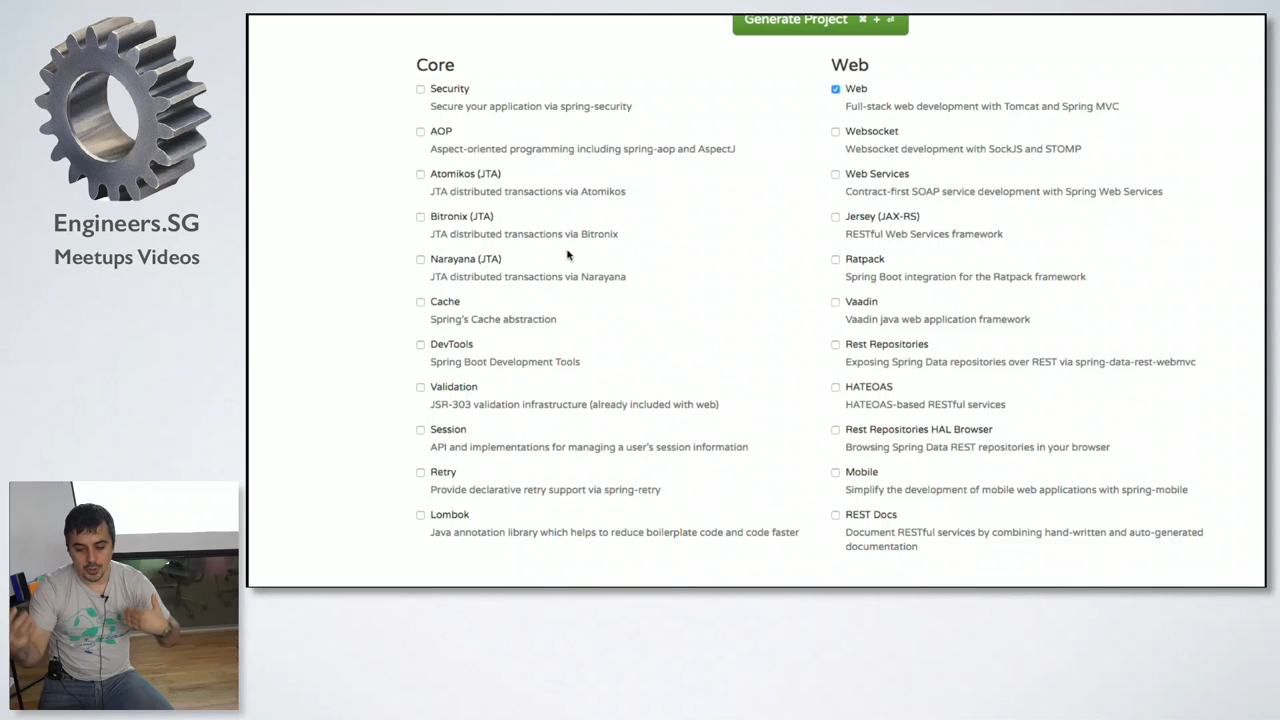 Engineers.SG
Meetups Videos
Generate Project ⌘ + ⏎
Core
Security
Secure your application via spring-security
AOP
Aspect-oriented programming including spring-aop and AspectJ
Atomikos (JTA)
JTA distributed transactions via Atomikos
Bitronix (JTA)
JTA distributed transactions via Bitronix
Narayana (JTA)
JTA distributed transactions via Narayana
Cache
Spring's Cache abstraction
DevTools
Spring Boot Development Tools
Validation
JSR-303 validation infrastructure (already included with web)
Session
API and implementations for managing a user's session information
Retry
Provide declarative retry support via spring-retry
Lombok
Java annotation library which helps to reduce boilerplate code and code faster
Web
Web
Full-stack web development with Tomcat and Spring MVC
Websocket
Websocket development with SockJS and STOMP
Web Services
Contract-first SOAP service development with Spring Web Services
Jersey (JAX-RS)
RESTful Web Services framework
Ratpack
Spring Boot integration for the Ratpack framework
Vaadin
Vaadin java web application framework
Rest Repositories
Exposing Spring Data repositories over REST via spring-data-rest-webmvc
HATEOAS
HATEOAS-based RESTful services
Rest Repositories HAL Browser
Browsing Spring Data REST repositories in your browser
Mobile
Simplify the development of mobile web applications with spring-mobile
REST Docs
Document RESTful services by combining hand-written and auto-generated
documentation